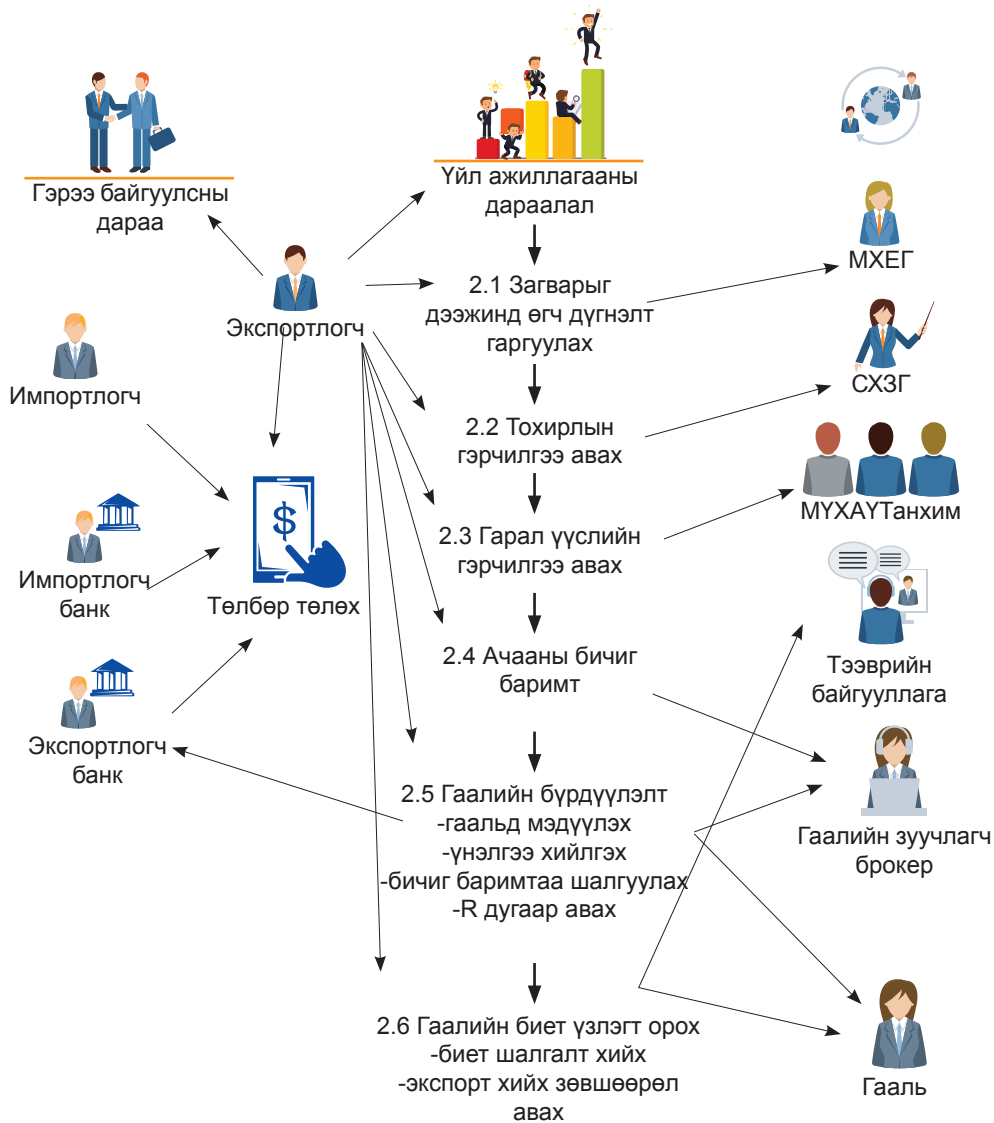 Гэрээ байгуулсны
дараа
Үйл ажиллагааны
дараалал
МХЕГ
Экспортлогч
2.1 Загварыг
дээжинд өгч дүгнэлт
гаргуулах
Импортлогч
СХЗГ
2.2 Тохирлын
гэрчилгээ авах
$
МҮХАҮТанхим
2.3 Гарал үүслийн
гэрчилгээ авах
Импортлогч
банк
Төлбөр төлөх
2.4 Ачааны бичиг
баримт
Тээврийн
байгууллага
Экспортлогч
банк
2.5 Гаалийн бүрдүүлэлт
-гаальд мэдүүлэх
-үнэлгээ хийлгэх
-бичиг баримтаа шалгуулах
-R дугаар авах
Гаалийн зуучлагч
брокер
2.6 Гаалийн биет үзлэгт орох
-биет шалгалт хийх
-экспорт хийх зөвшөөрөл
авах
Гааль